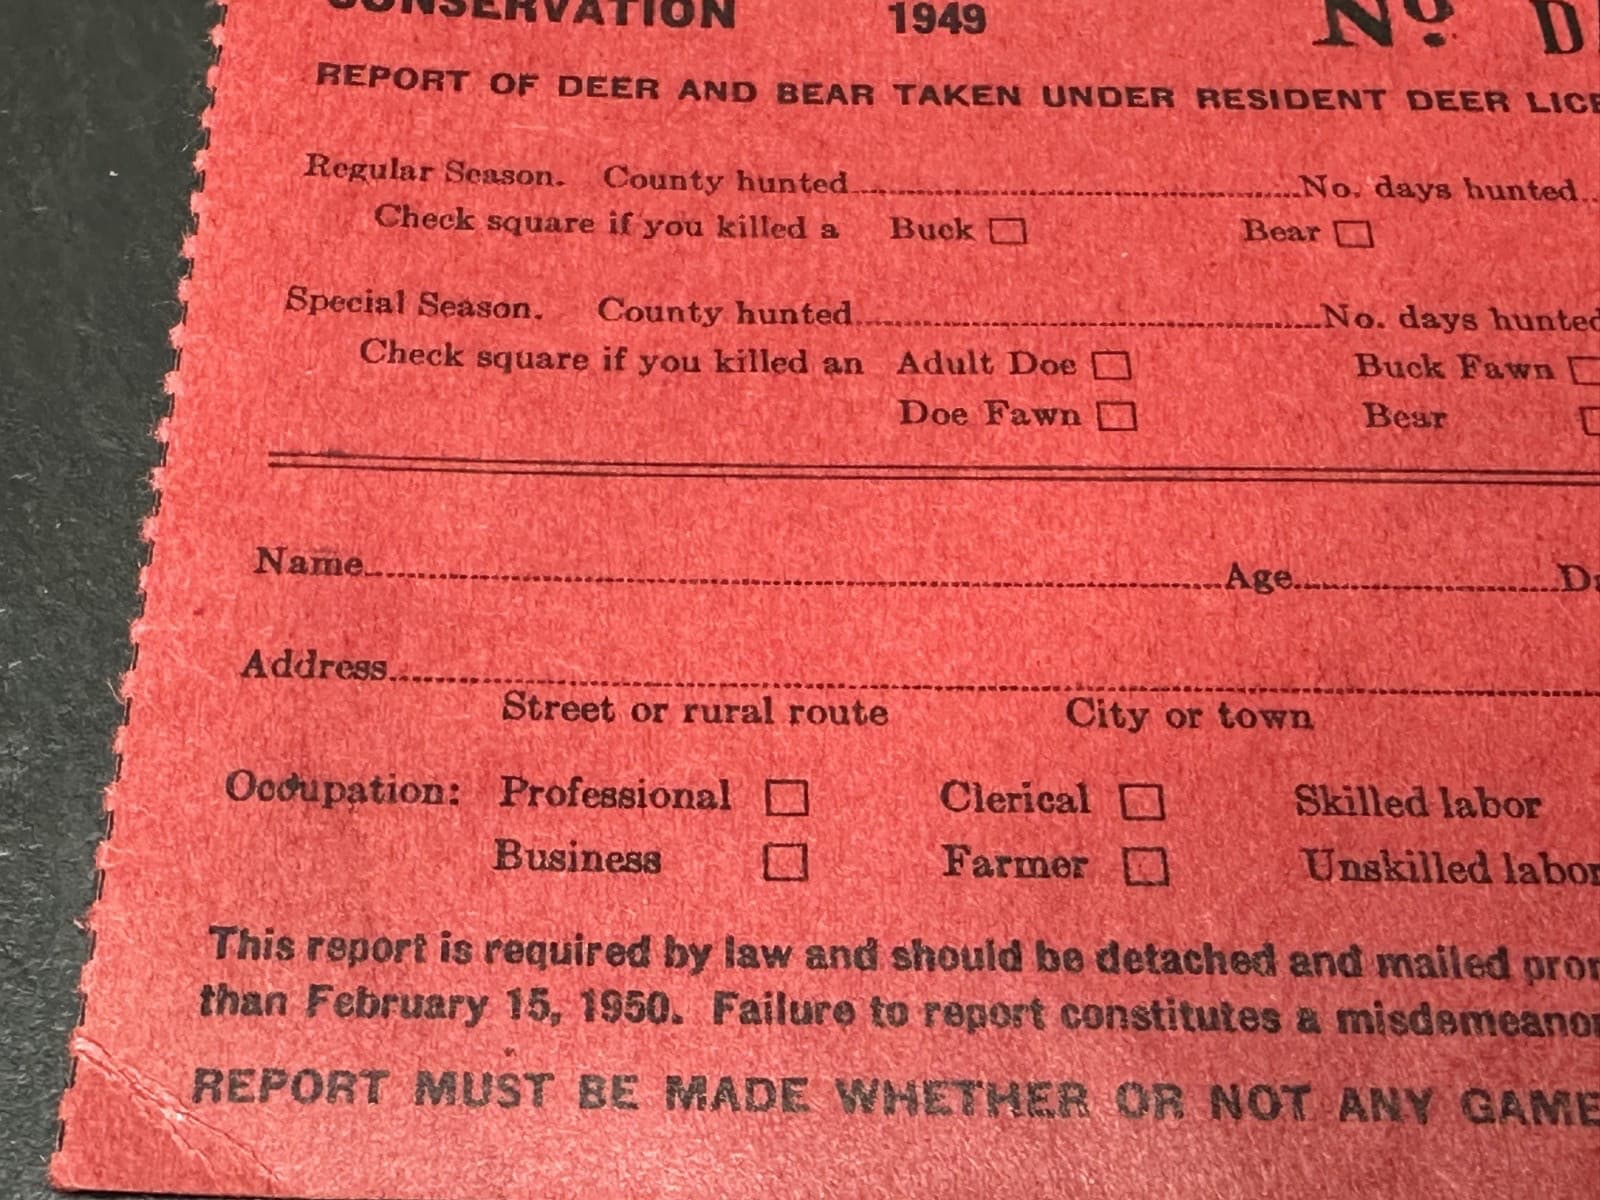 CONSERVATION 1949 No. D
REPORT OF DEER AND BEAR TAKEN UNDER RESIDENT DEER LICE
Regular Season. County hunted No. days hunted
Check square if you killed a Buck Bear
Special Season. County hunted No. days hunted
Check square if you killed an Adult Doe Buck Fawn
Doe Fawn Bear
Name Age Da
Address
Street or rural route City or town
Occupation: Professional Clerical Skilled labor
Business Farmer Unskilled labor
This report is required by law and should be detached and mailed pro
than February 15, 1950. Failure to report constitutes a misdemeanor
REPORT MUST BE MADE WHETHER OR NOT ANY GAME